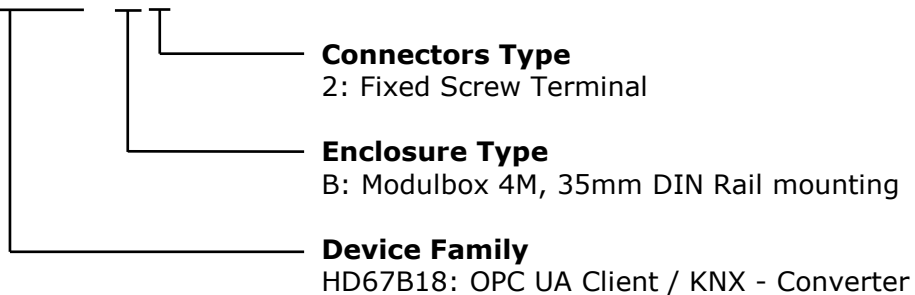 Connectors Type
2: Fixed Screw Terminal
Enclosure Type
B: Modulbox 4M, 35mm DIN Rail mounting
Device Family
HD67B18: OPC UA Client / KNX - Converter